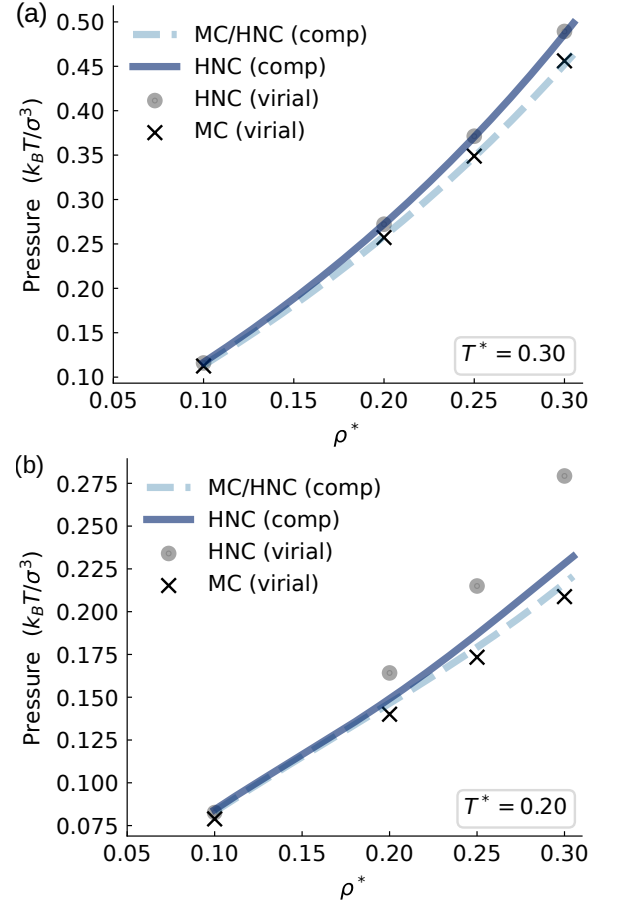 (a)
0.50
0.45
0.40
0.35
0.30
0.25
0.20
0.15
0.10
Pressure (k_BT/σ³)
MC/HNC (comp)
HNC (comp)
HNC (virial)
MC (virial)
T* = 0.30
0.05 0.10 0.15 0.20 0.25 0.30
ρ*
(b)
0.275
0.250
0.225
0.200
0.175
0.150
0.125
0.100
0.075
Pressure (k_BT/σ³)
MC/HNC (comp)
HNC (comp)
HNC (virial)
MC (virial)
T* = 0.20
0.05 0.10 0.15 0.20 0.25 0.30
ρ*